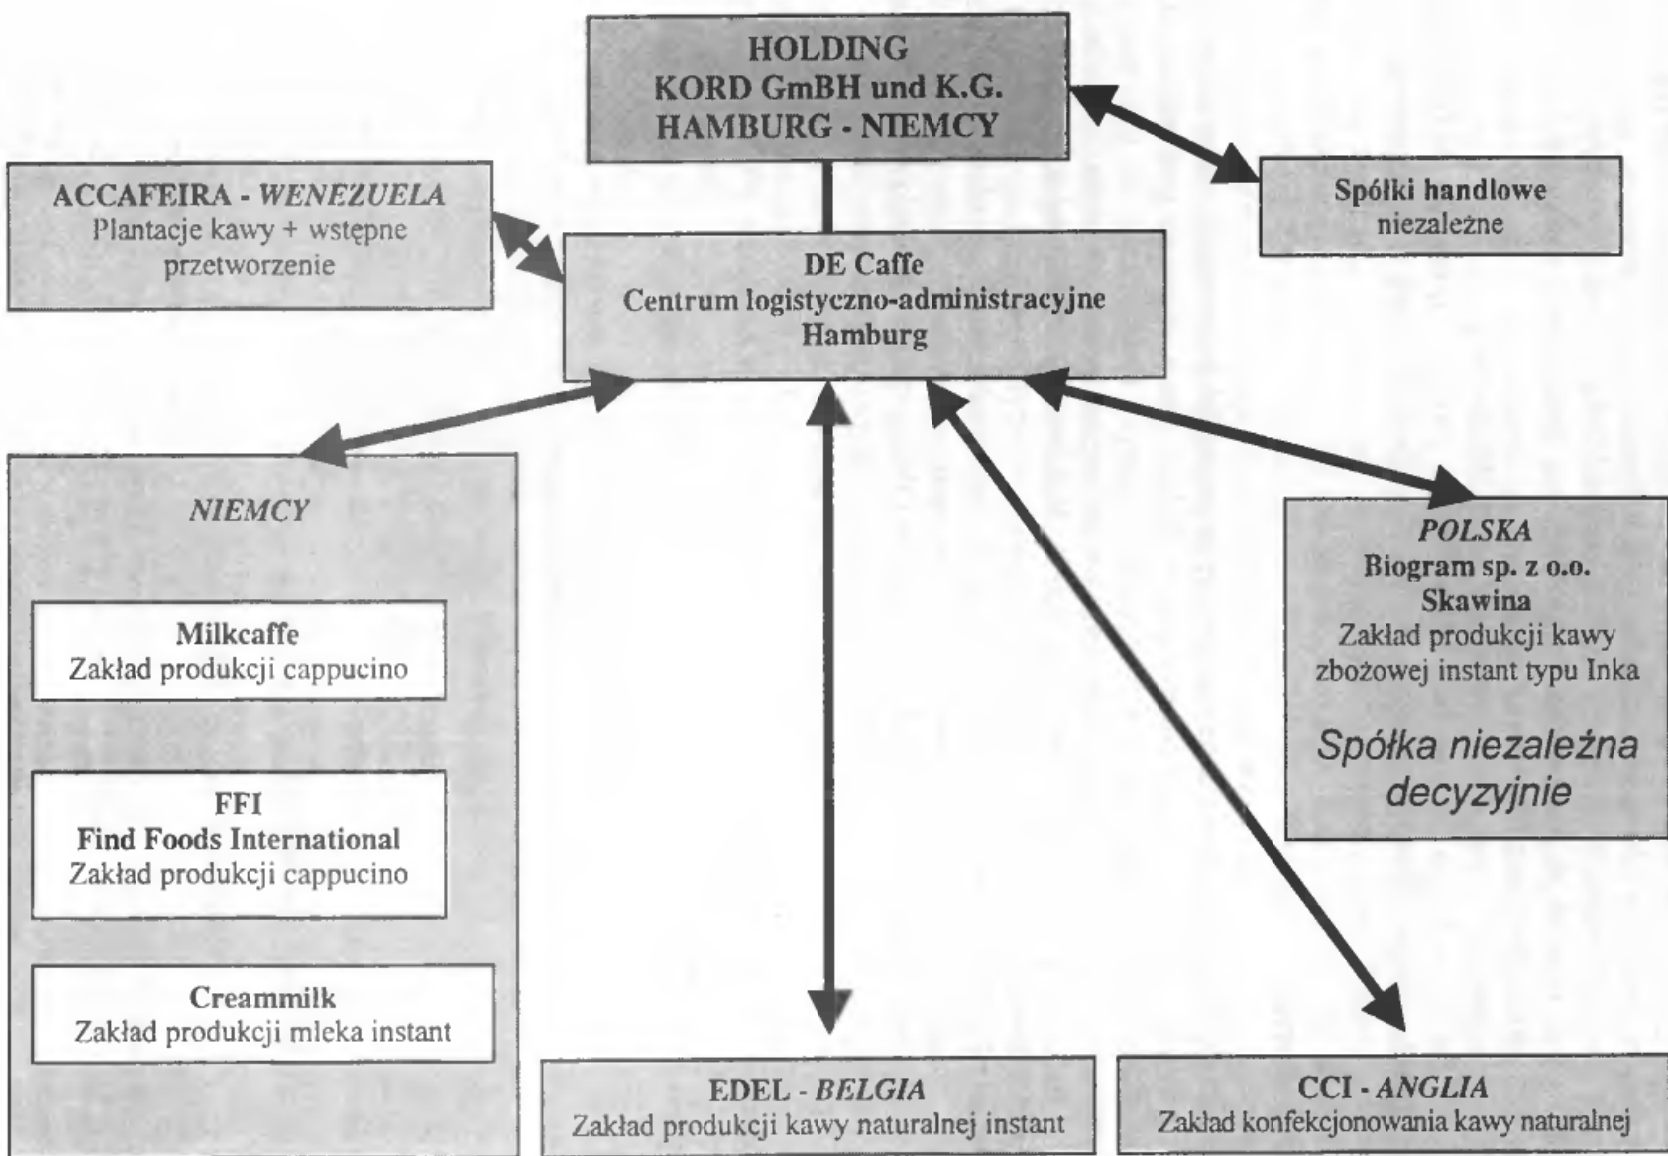 HOLDING
KORD GmBH und K.G.
HAMBURG - NIEMCY
ACCAFEIRA - WENEZUELA
Plantacje kawy + wstępne
przetworzenie
Spółki handlowe
niezależne
DE Caffe
Centrum logistyczno-administracyjne
Hamburg
NIEMCY
Milkcaffe
Zakład produkcji cappucino
FFI
Find Foods International
Zakład produkcji cappucino
Creammilk
Zakład produkcji mleka instant
POLSKA
Biogram sp. z o.o.
Skawina
Zakład produkcji kawy
zbożowej instant typu Inka
Spółka niezależna
decyzyjnie
EDEL - BELGIA
Zakład produkcji kawy naturalnej instant
CCI - ANGLIA
Zakład konfekcjonowania kawy naturalnej